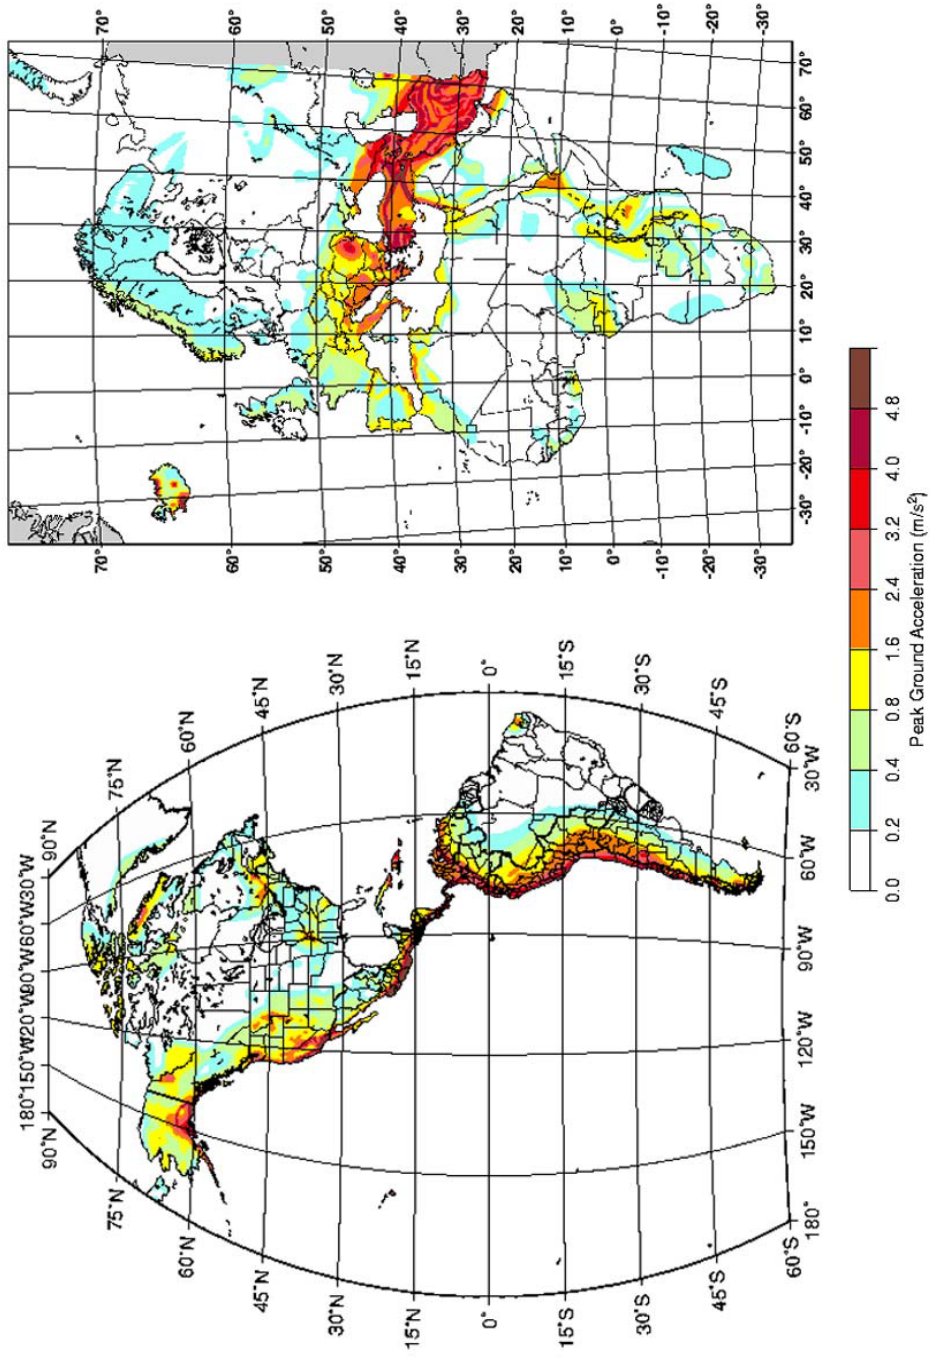 180° 150°W 120°W 90°W 60°W 30°W
90°N
75°N
60°N
45°N
30°N
15°N
0°
15°S
30°S
45°S
60°S
90°N
75°N
60°N
45°N
30°N
15°N
0°
15°S
30°S
45°S
60°S
180° 150°W 120°W 90°W 60°W 30°W
70°
60°
50°
40°
30°
20°
10°
0°
-10°
-20°
-30°
70°
60°
50°
40°
30°
20°
10°
0°
-10°
-20°
-30°
-30° -20° -10° 0° 10° 20° 30° 40° 50° 60° 70°
0.0 0.2 0.4 0.8 1.6 2.4 3.2 4.0 4.8
Peak Ground Acceleration (m/s²)